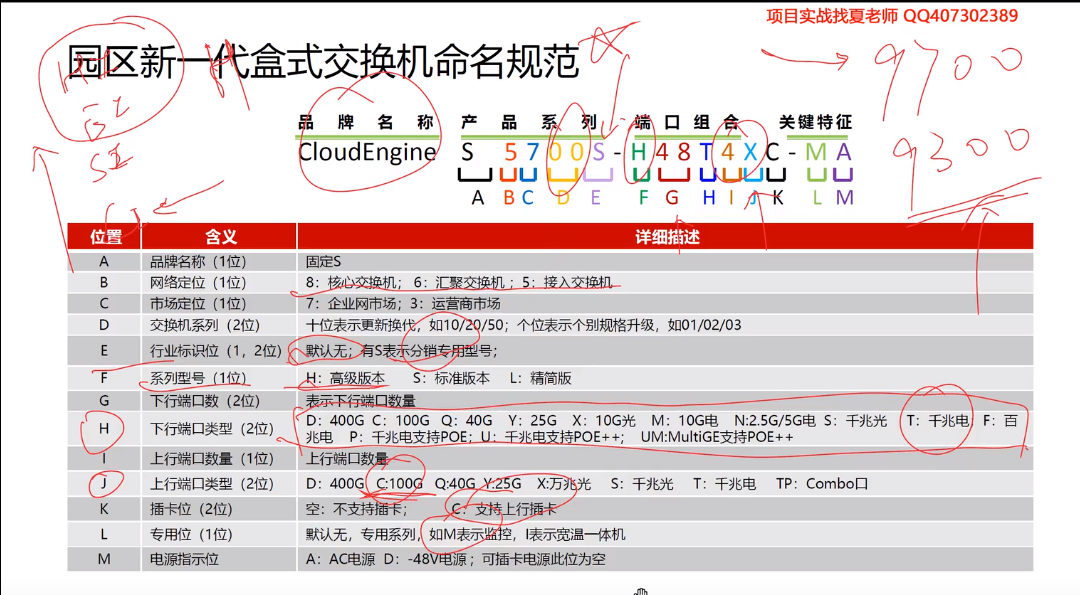 项目实战找夏老师 QQ407302389
园区新一代盒式交换机命名规范
品牌名称 产品系列 端口组合 关键特征
CloudEngine S 5700S-H48T4XC-MA
A B C D E F G H I J K L M
9700
9300
HI
EI
SI
LI
位置 含义 详细描述
A 品牌名称（1位） 固定S
B 网络定位（1位） 8：核心交换机；6：汇聚交换机 ；5：接入交换机
C 市场定位（1位） 7：企业网市场；3：运营商市场
D 交换机系列（2位） 十位表示更新换代，如10/20/50；个位表示个别规格升级，如01/02/03
E 行业标识位（1，2位） 默认无；有S表示分销专用型号；
F 系列型号（1位） H：高级版本 S：标准版本 L：精简版
G 下行端口数（2位） 表示下行端口数量
H 下行端口类型（2位） D：400G C：100G Q：40G Y：25G X：10G光 M：10G电 N:2.5G/5G电 S：千兆光 T：千兆电 F：百
兆电 P：千兆电支持POE；U：千兆电支持POE++； UM:MultiGE支持POE++
I 上行端口数量（1位） 上行端口数量
J 上行端口类型（2位） D：400G C:100G Q:40G Y:25G X:万兆光 S：千兆光 T：千兆电 TP：Combo口
K 插卡位（2位） 空：不支持插卡； C：支持上行插卡
L 专用位（1位） 默认无，专用系列，如M表示监控，I表示宽温一体机
M 电源指示位 A：AC电源 D：-48V电源；可插卡电源此位为空